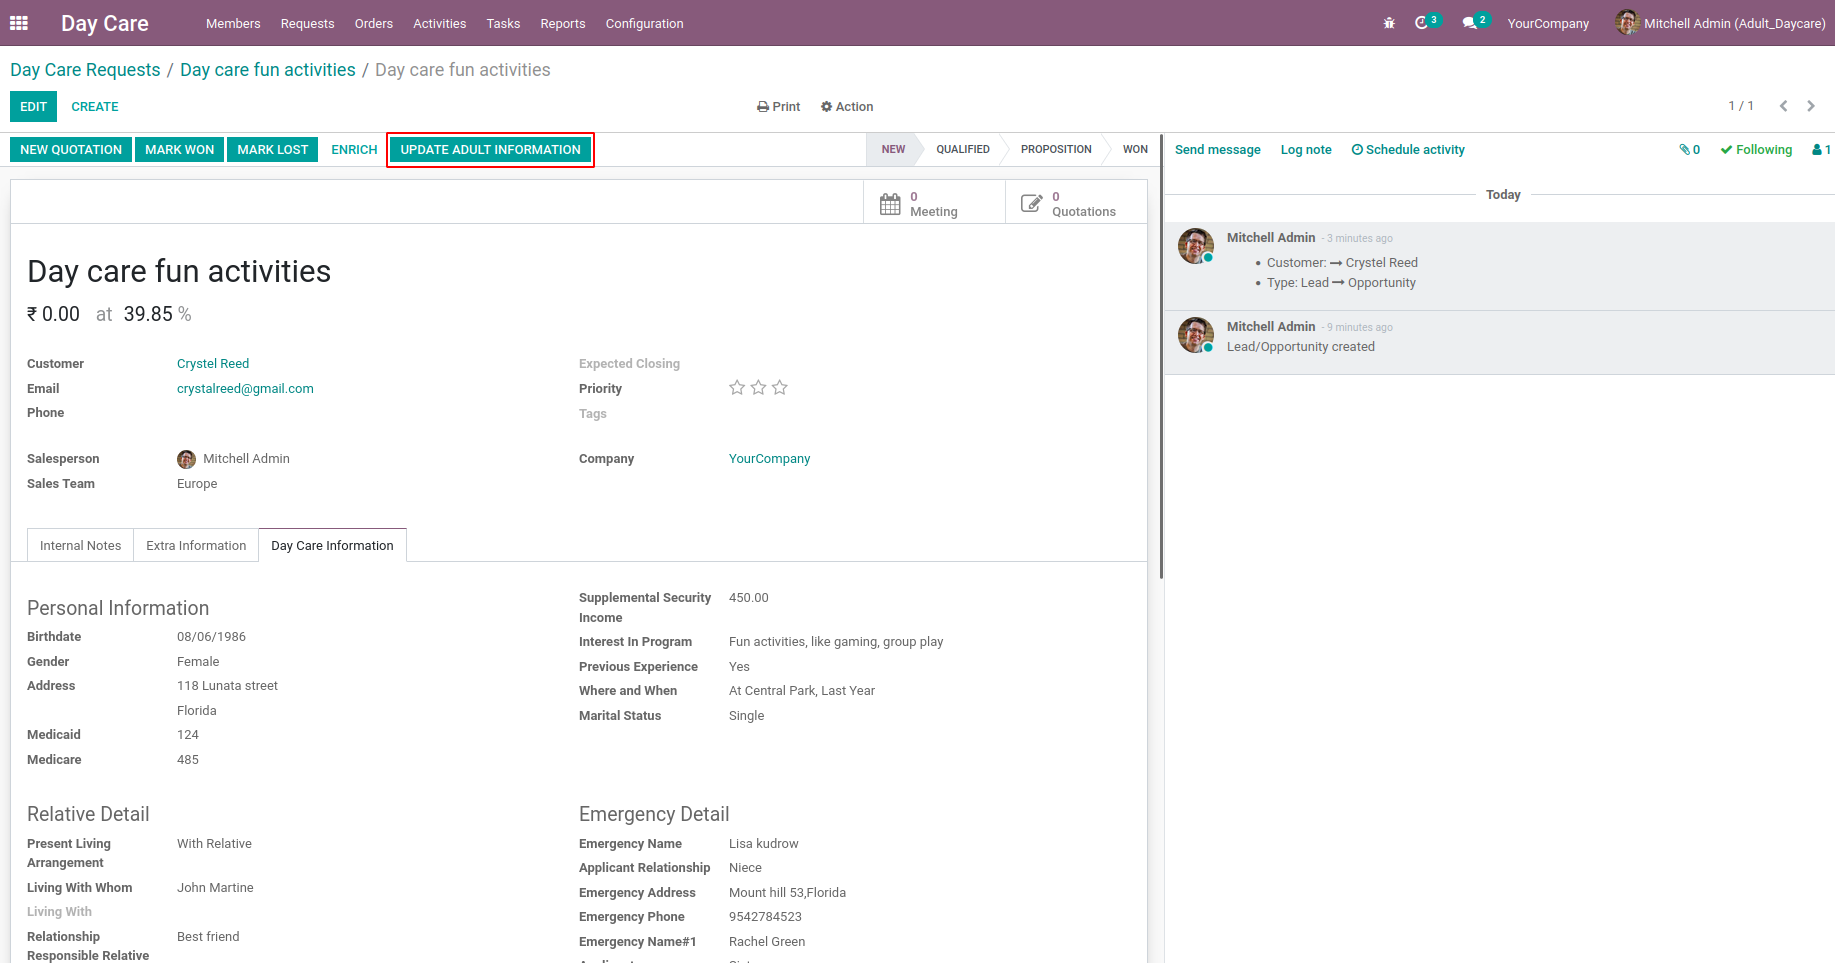 Day Care Members Requests Orders Activities Tasks Reports Configuration 3 2 YourCompany Mitchell Admin (Adult_Daycare)
Day Care Requests / Day care fun activities / Day care fun activities
EDIT CREATE Print Action 1 / 1
NEW QUOTATION MARK WON MARK LOST ENRICH UPDATE ADULT INFORMATION NEW QUALIFIED PROPOSITION WON
Send message Log note Schedule activity 0 Following 1
0 Meeting
0 Quotations
Day care fun activities
₹ 0.00 at 39.85 %
Customer Crystel Reed
Email crystalreed@gmail.com
Phone
Expected Closing
Priority
Tags
Salesperson Mitchell Admin
Sales Team Europe
Company YourCompany
Internal Notes Extra Information Day Care Information
Personal Information
Birthdate 08/06/1986
Gender Female
Address 118 Lunata street
Florida
Medicaid 124
Medicare 485
Supplemental Security 450.00
Income
Interest In Program Fun activities, like gaming, group play
Previous Experience Yes
Where and When At Central Park, Last Year
Marital Status Single
Relative Detail
Present Living With Relative
Arrangement
Living With Whom John Martine
Living With
Relationship Best friend
Responsible Relative
Emergency Detail
Emergency Name Lisa kudrow
Applicant Relationship Niece
Emergency Address Mount hill 53,Florida
Emergency Phone 9542784523
Emergency Name#1 Rachel Green
Today
Mitchell Admin - 3 minutes ago
• Customer: → Crystel Reed
• Type: Lead → Opportunity
Mitchell Admin - 9 minutes ago
Lead/Opportunity created